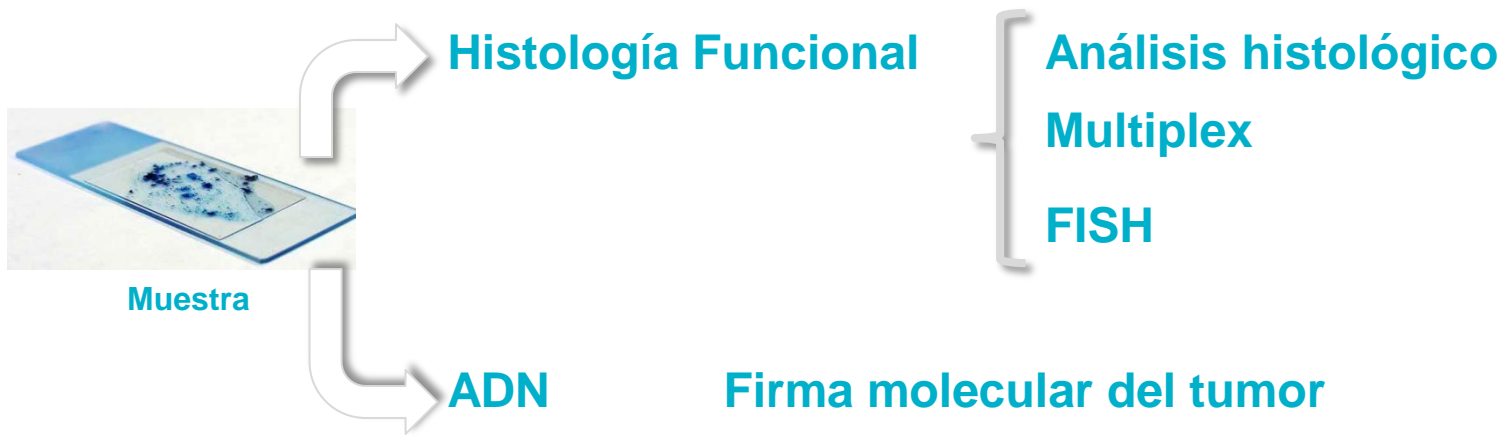 Histología Funcional
Análisis histológico
Multiplex
FISH
Muestra
ADN
Firma molecular del tumor